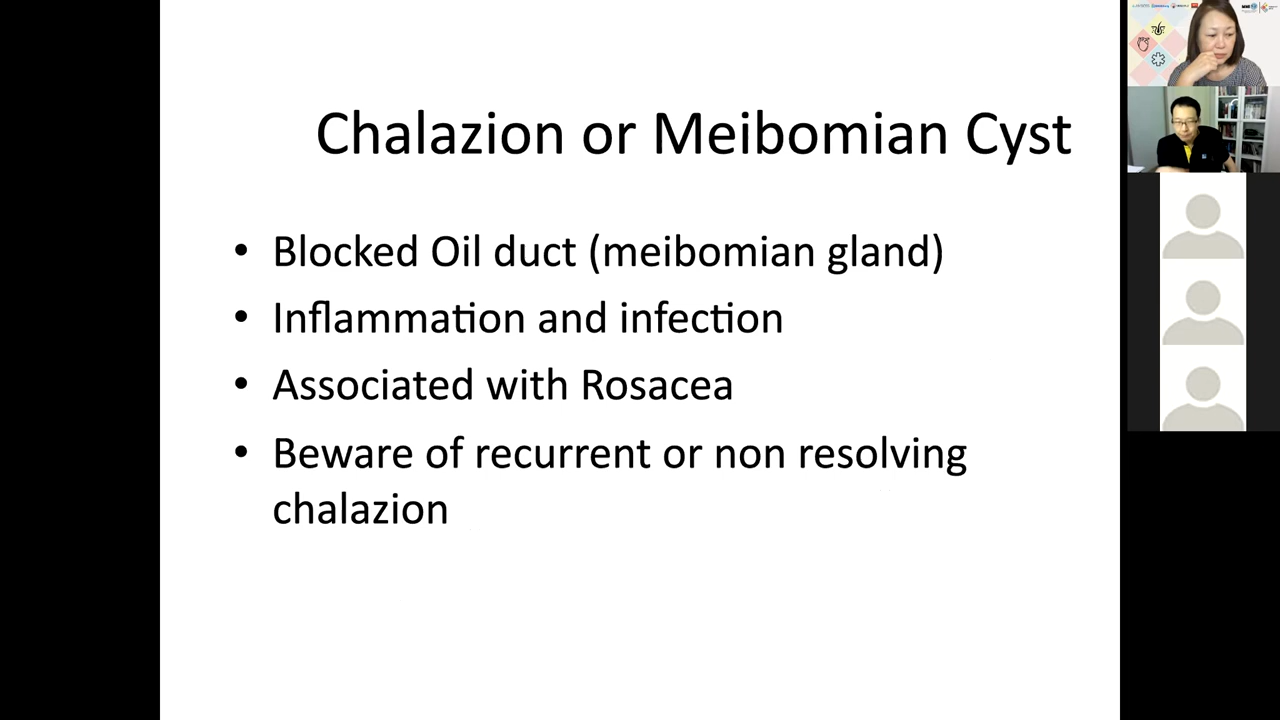 Chalazion or Meibomian Cyst
• Blocked Oil duct (meibomian gland)
• Inflammation and infection
• Associated with Rosacea
• Beware of recurrent or non resolving
chalazion